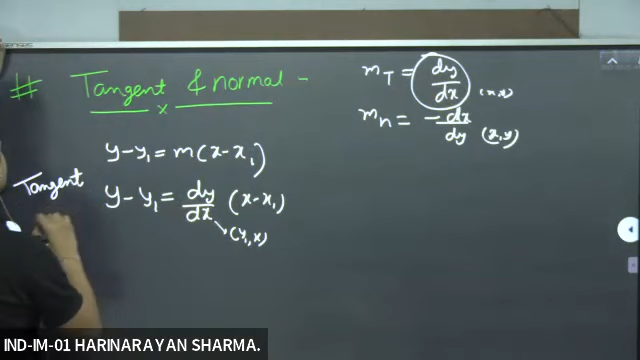 # Tangent & normal -
x
y-y₁ = m(x-x₁)
Tangent y-y₁ = dy/dx (x-x₁)
(y₁,x)
m_T = dy/dx
m_n = -dx/dy (x,y)
IND-IM-01 HARINARAYAN SHARMA.